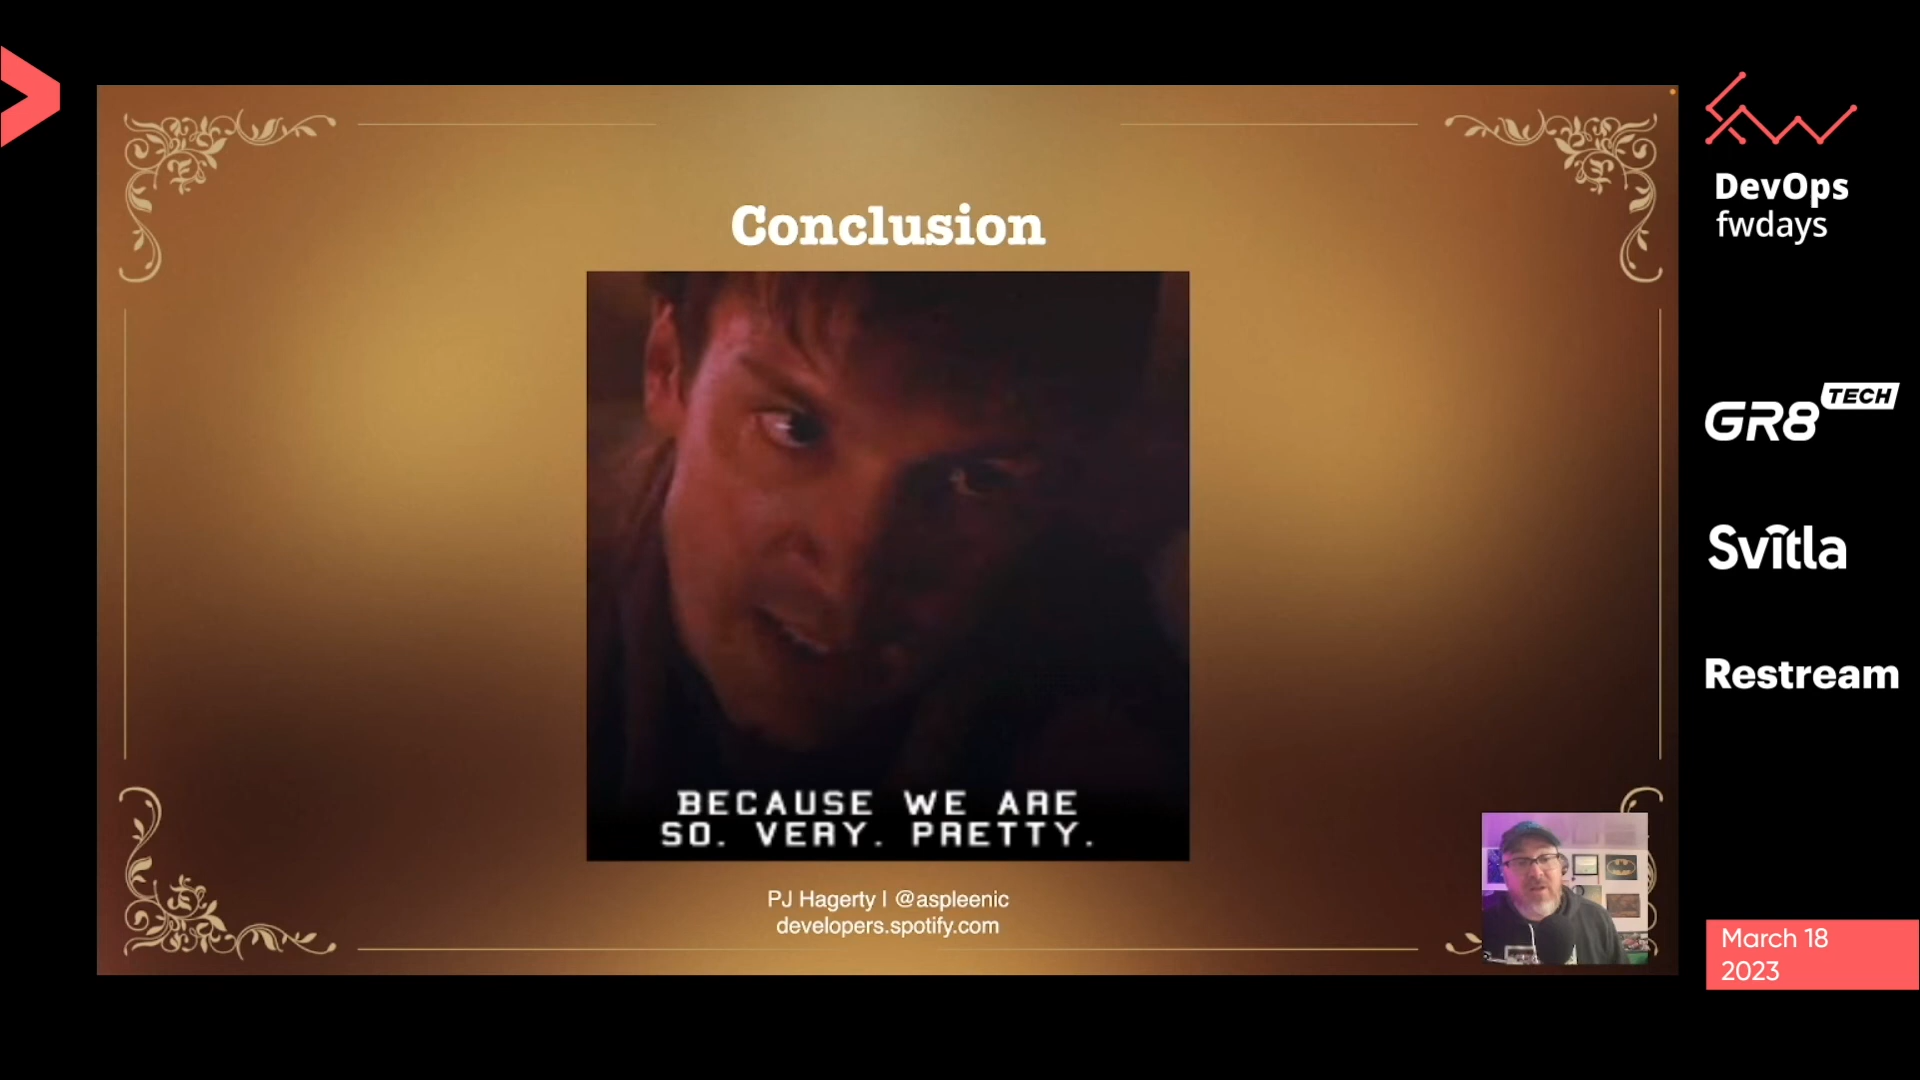 Conclusion
BECAUSE WE ARE
SO. VERY. PRETTY.
PJ Hagerty | @aspleenic
developers.spotify.com
DevOps
fwdays
GR8 TECH
Svitla
Restream
March 18
2023